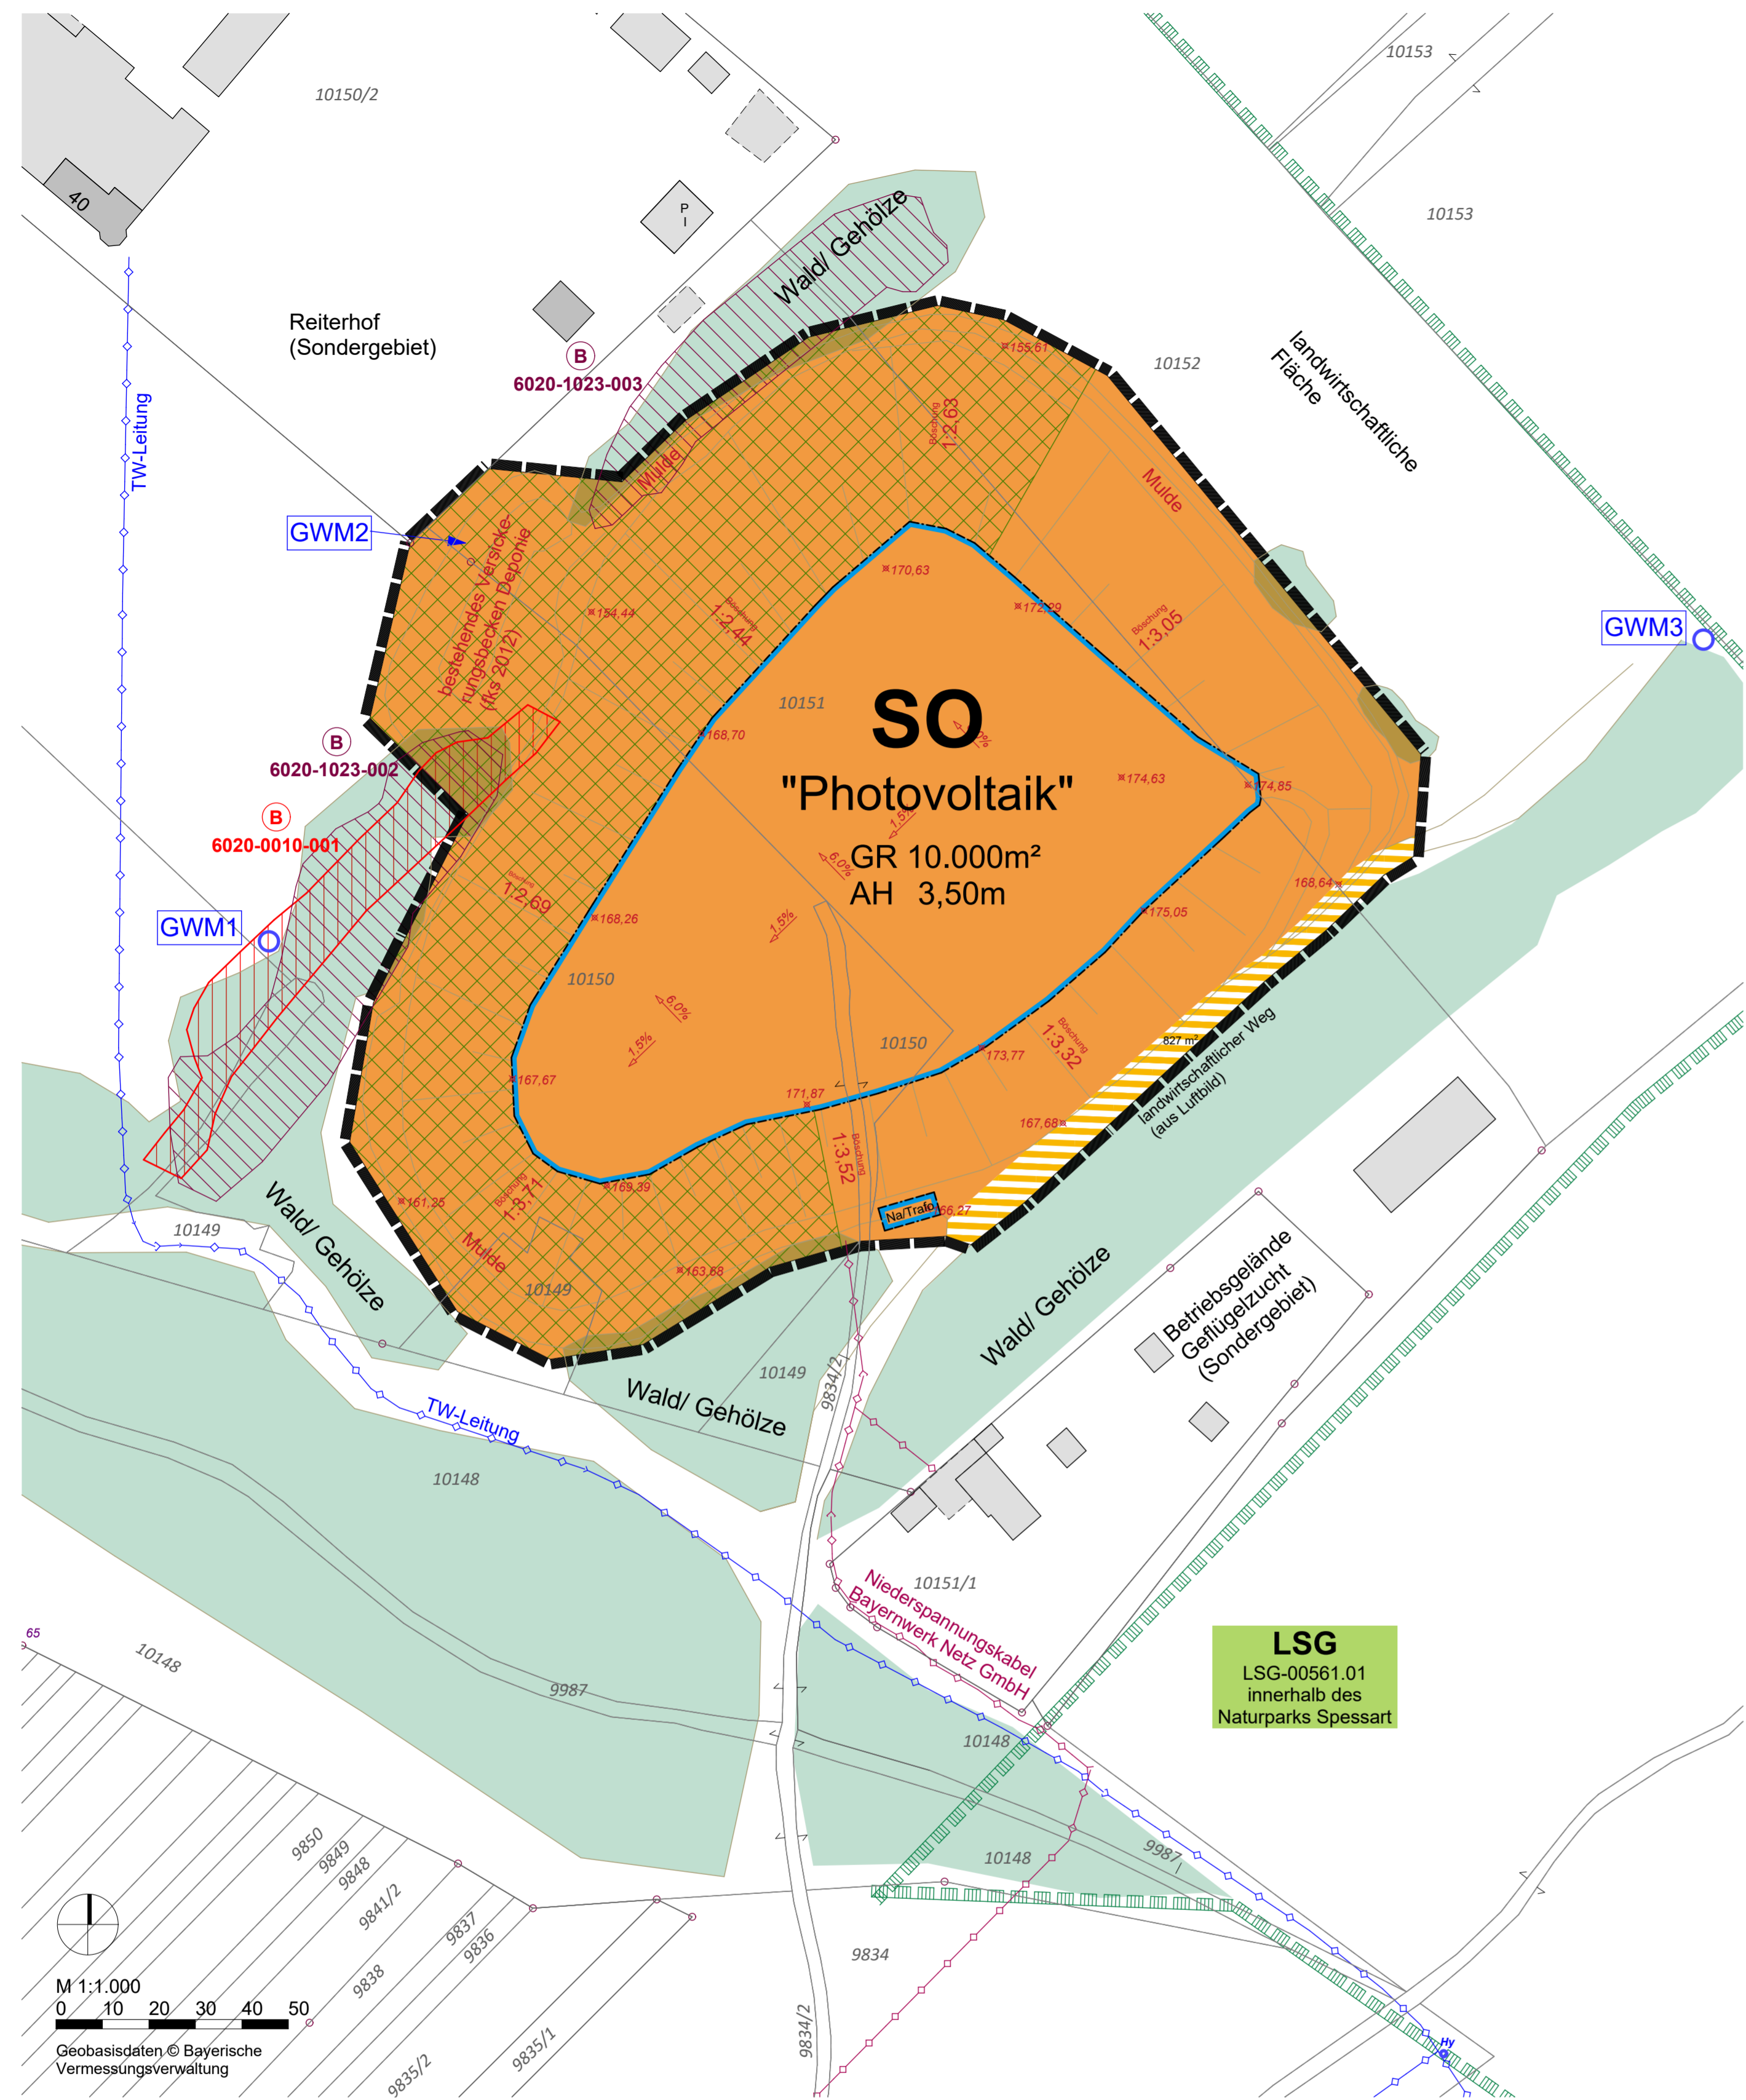 10153
10150/2
40
P
I
10153
Wald/ Gehölze
Reiterhof
(Sondergebiet)
B
6020-1023-003
155,61
10152
landwirtschaftliche
Fläche
TW-Leitung
Böschung
1:2,63
Mulde
Mulde
GWM2
bestehendes Versicke-
rungsbecken Deponie
(fks 2012)
154,44
Böschung
1:2,44
170,63
172,29
Böschung
1:3,05
GWM3
10151
168,70
SO
"Photovoltaik"
GR 10.000m²
AH 3,50m
174,63
174,85
1,5%
6,0%
B
6020-1023-002
B
6020-0010-001
GWM1
Böschung
1:2,69
168,26
1,5%
168,64
175,05
10150
6,0%
1,5%
10150
173,77
Böschung
1:3,32
827 m²
landwirtschaftlicher Weg
(aus Luftbild)
167,67
171,87
167,68
Böschung
1:3,52
169,39
Böschung
1:3,71
161,25
Na/Trafo
66,27
Wald/ Gehölze
10149
Mulde
163,68
10149
Wald/ Gehölze
Betriebsgelände
Geflügelzucht
(Sondergebiet)
10149
9834/2
Wald/ Gehölze
TW-Leitung
10148
10151/1
Niederspannungskabel
Bayernwerk Netz GmbH
LSG
LSG-00561.01
innerhalb des
Naturparks Spessart
65
10148
9987
10148
10148
9987
9850
9849
9848
9841/2
9837
9836
9838
9834
9834/2
9835/1
9835/2
M 1:1.000
0 10 20 30 40 50
Geobasisdaten © Bayerische
Vermessungsverwaltung
Hy